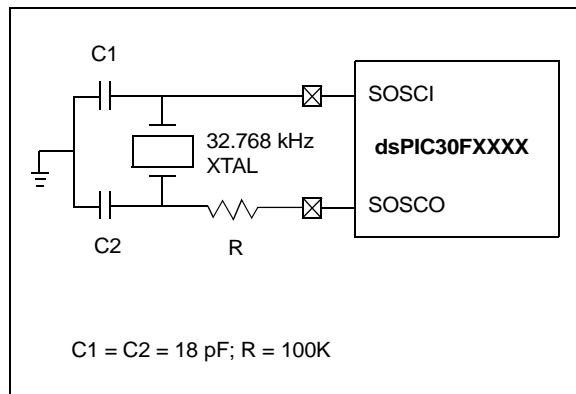 C1
SOSCI
32.768 kHz
XTAL
dsPIC30FXXXX
SOSCO
C2
R
C1 = C2 = 18 pF; R = 100K